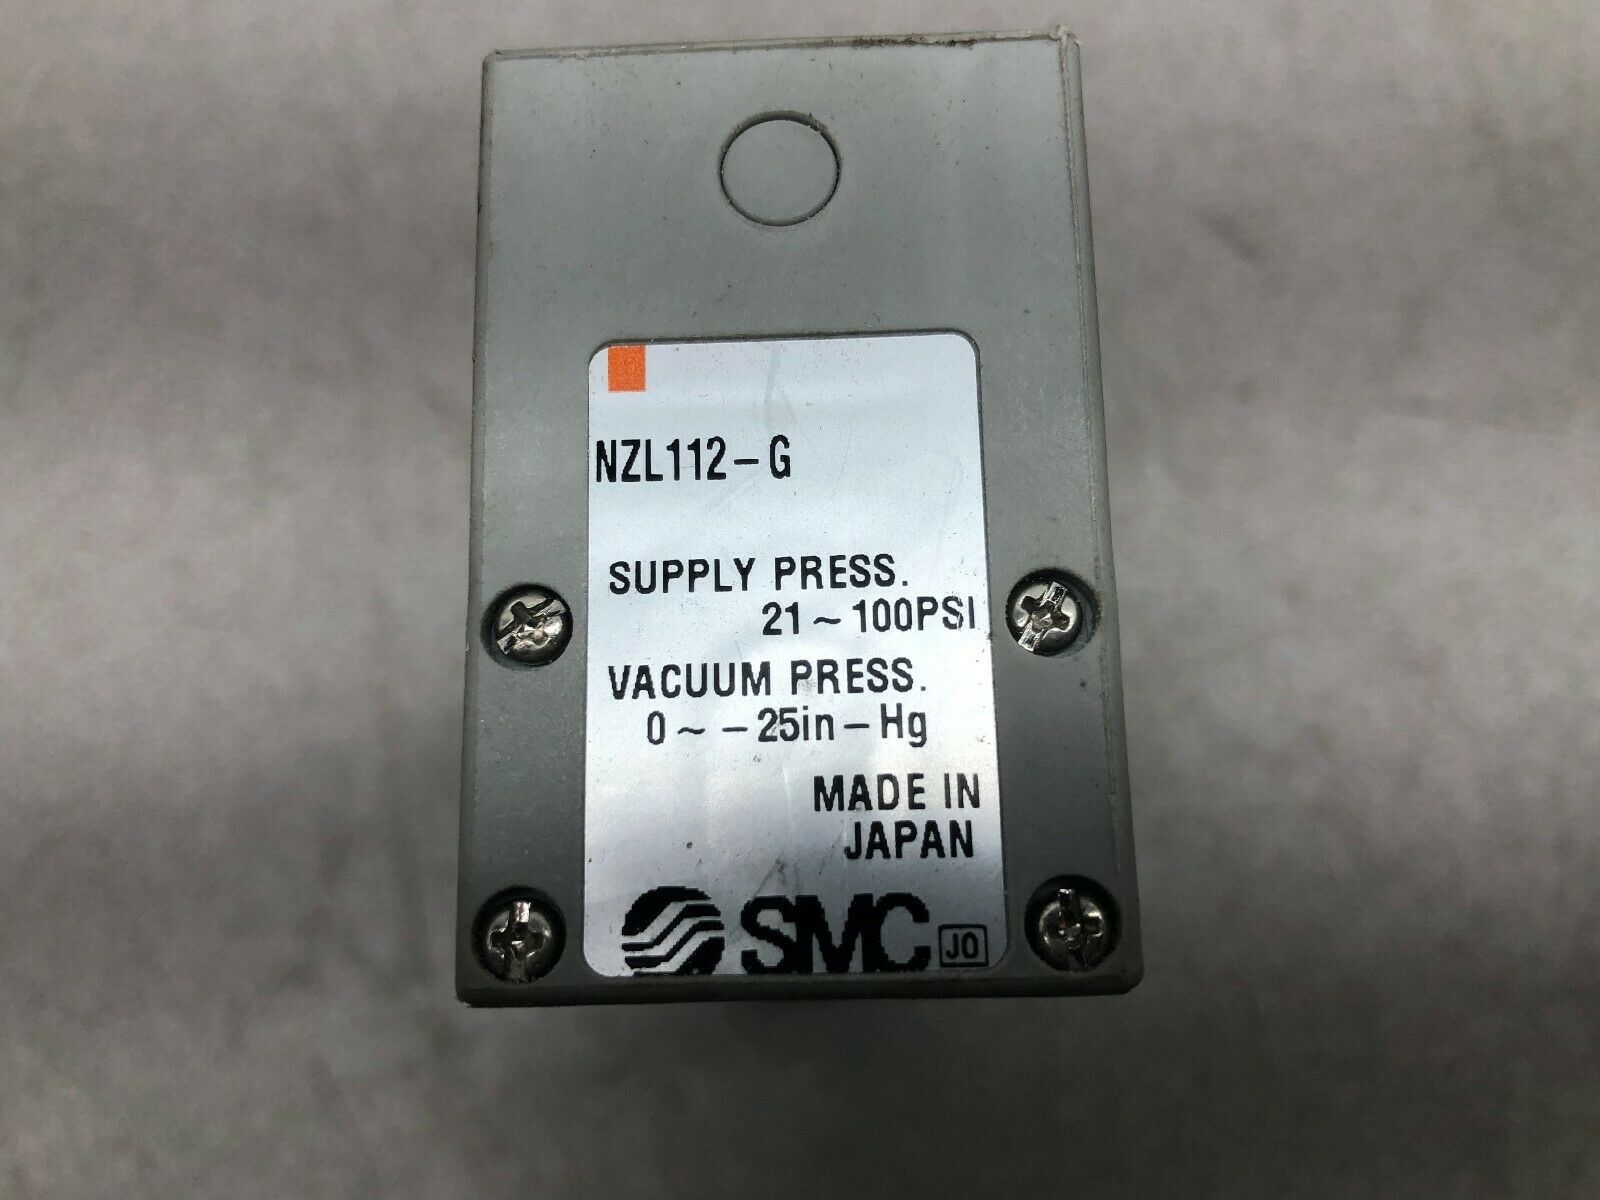 NZL112-G
SUPPLY PRESS.
21~100PSI
VACUUM PRESS.
0~-25in-Hg
MADE IN
JAPAN
SMC JO